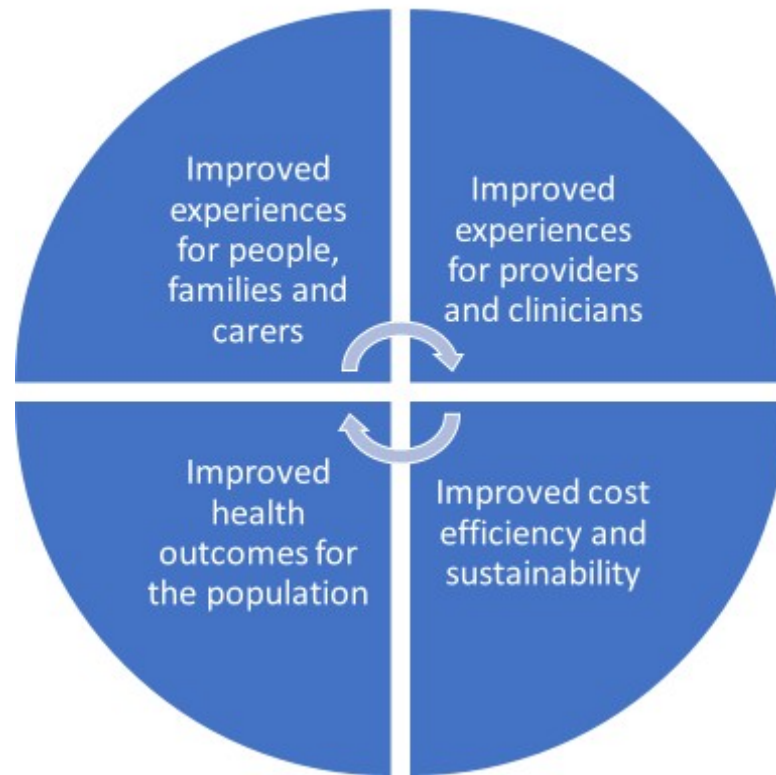 Improved
experiences
for people,
families and
carers
Improved
experiences
for providers
and clinicians
Improved
health
outcomes for
the population
Improved cost
efficiency and
sustainability